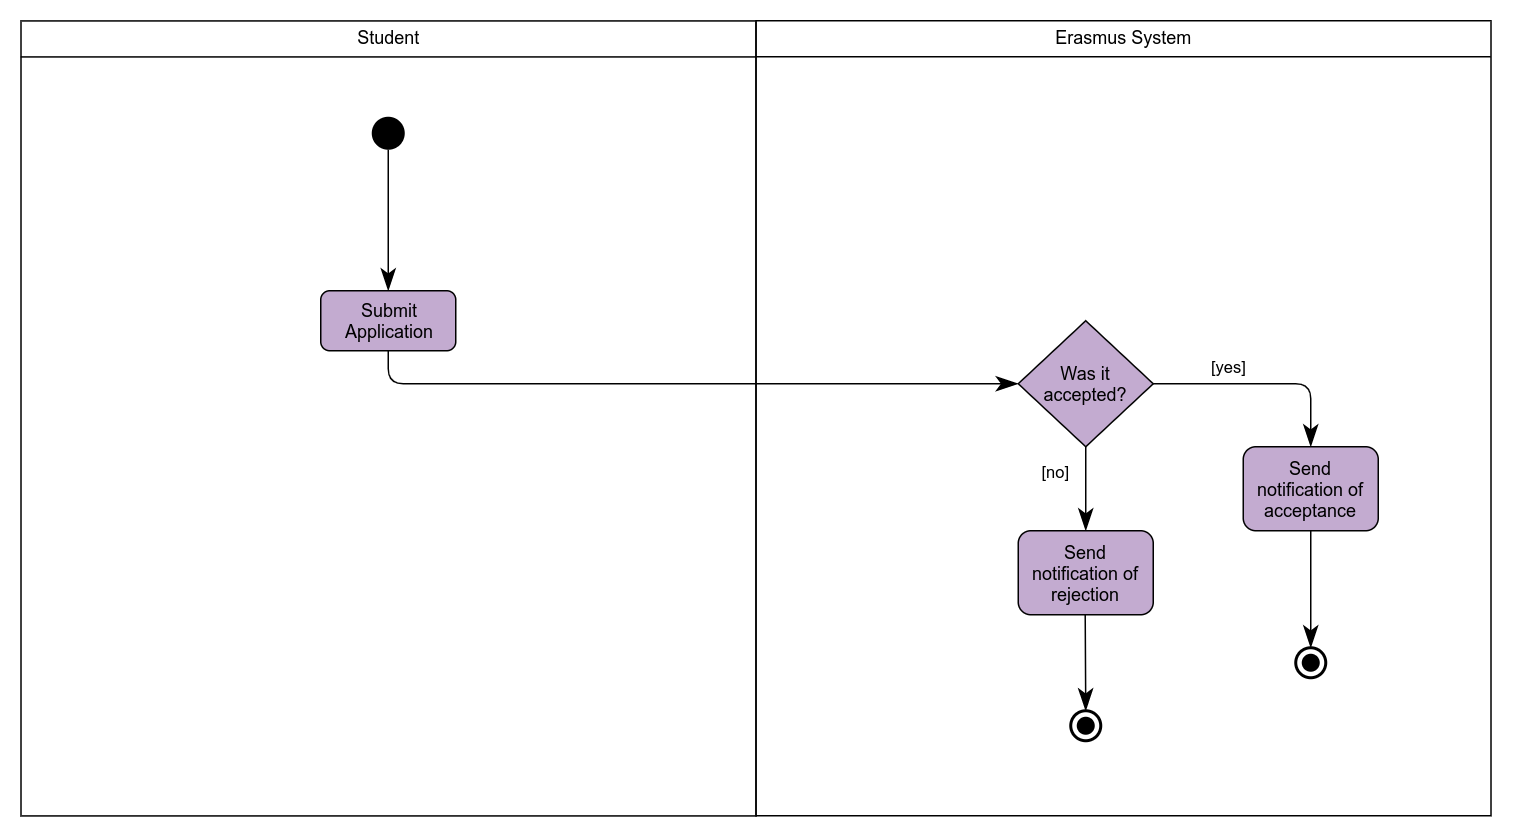 Student
Erasmus System
Submit
Application
Was it
accepted?
[yes]
[no]
Send
notification of
acceptance
Send
notification of
rejection